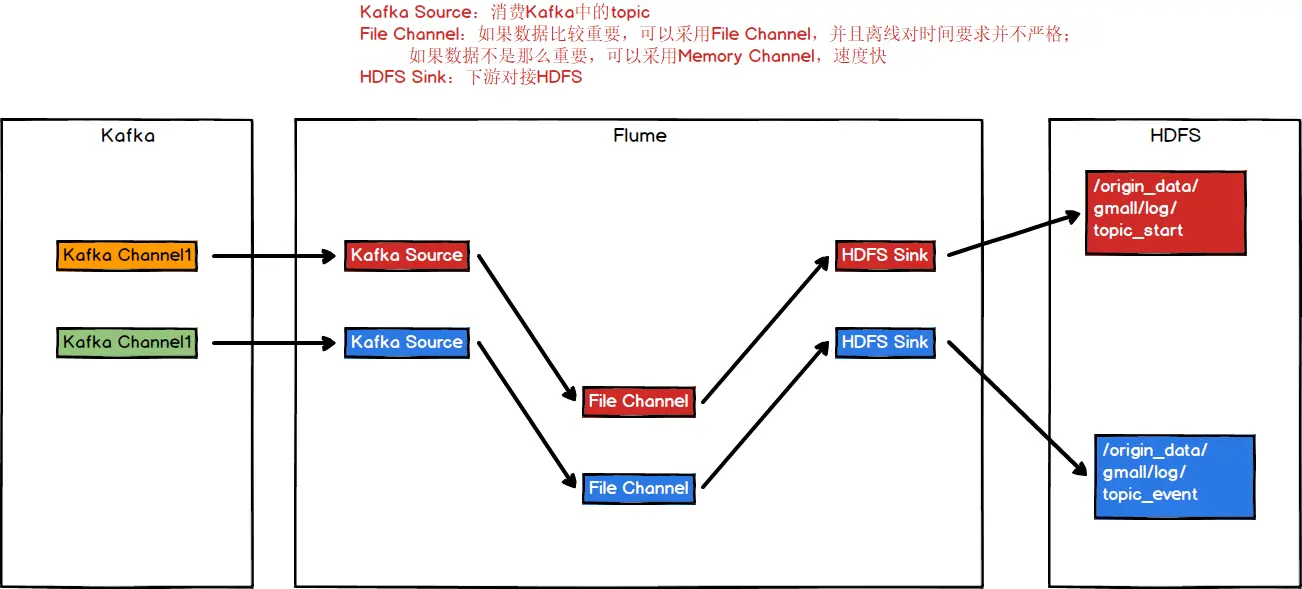 Kafka Source：消费Kafka中的topic
File Channel：如果数据比较重要，可以采用File Channel，并且离线对时间要求并不严格；
如果数据不是那么重要，可以采用Memory Channel，速度快
HDFS Sink：下游对接HDFS
Kafka
Flume
HDFS
/origin_data/
gmall/log/
topic_start
Kafka Channel1
Kafka Source
HDFS Sink
Kafka Channel1
Kafka Source
HDFS Sink
File Channel
File Channel
/origin_data/
gmall/log/
topic_event